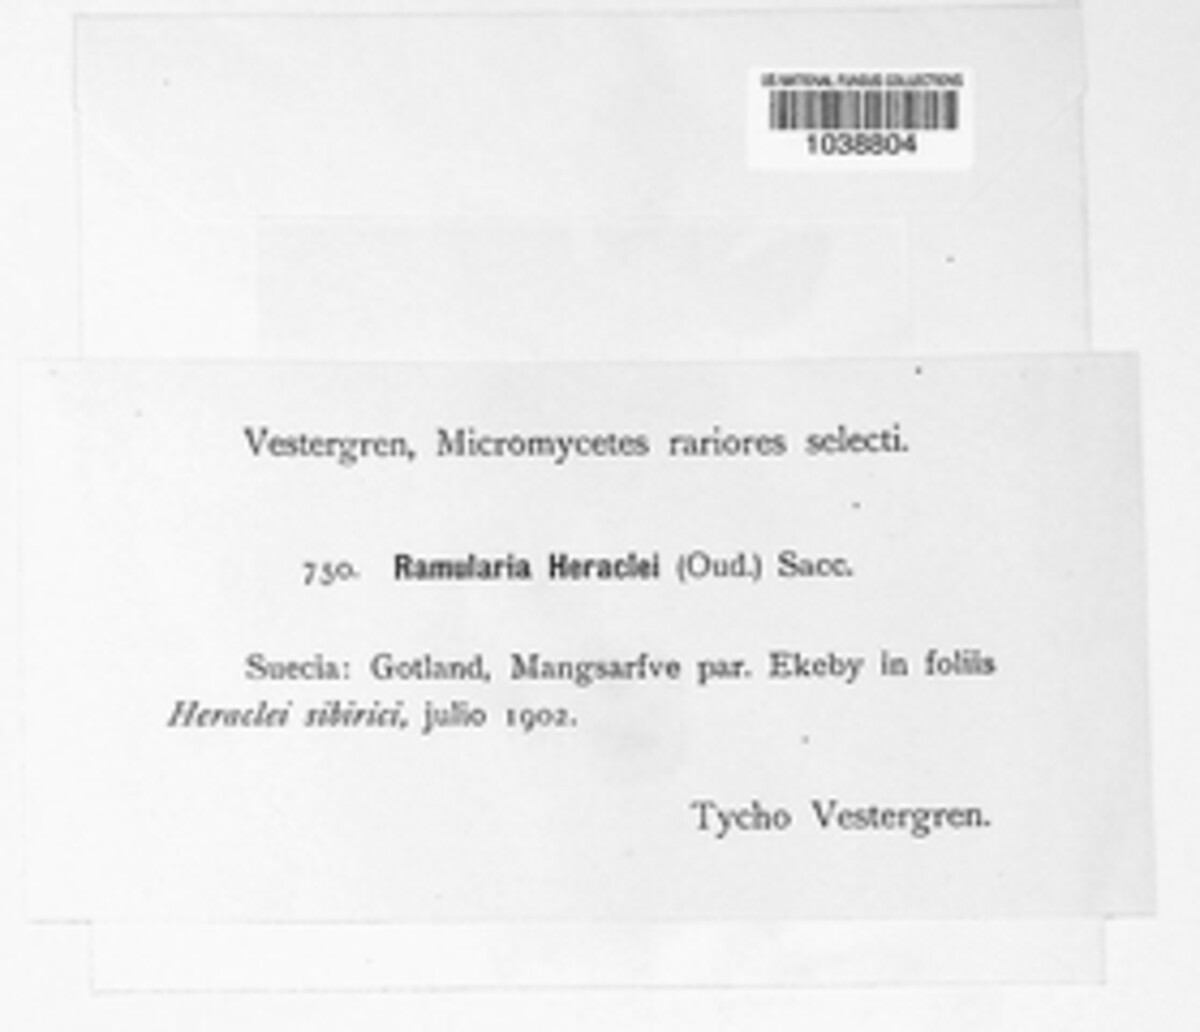 US NATIONAL FUNGUS COLLECTIONS
1038804
Vestergren, Micromycetes rariores selecti.
750. Ramularia Heraclei (Oud.) Sacc.
Suecia: Gotland, Mangsarfve par. Ekeby in foliis
Heraclei sibirici, julio 1902.
Tycho Vestergren.